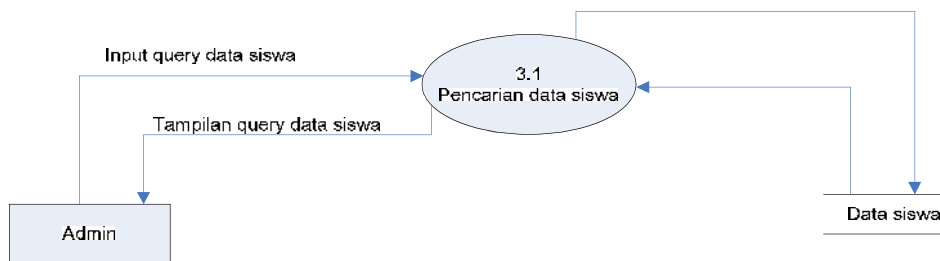 Input query data siswa
3.1
Pencarian data siswa
Tampilan query data siswa
Data siswa
Admin